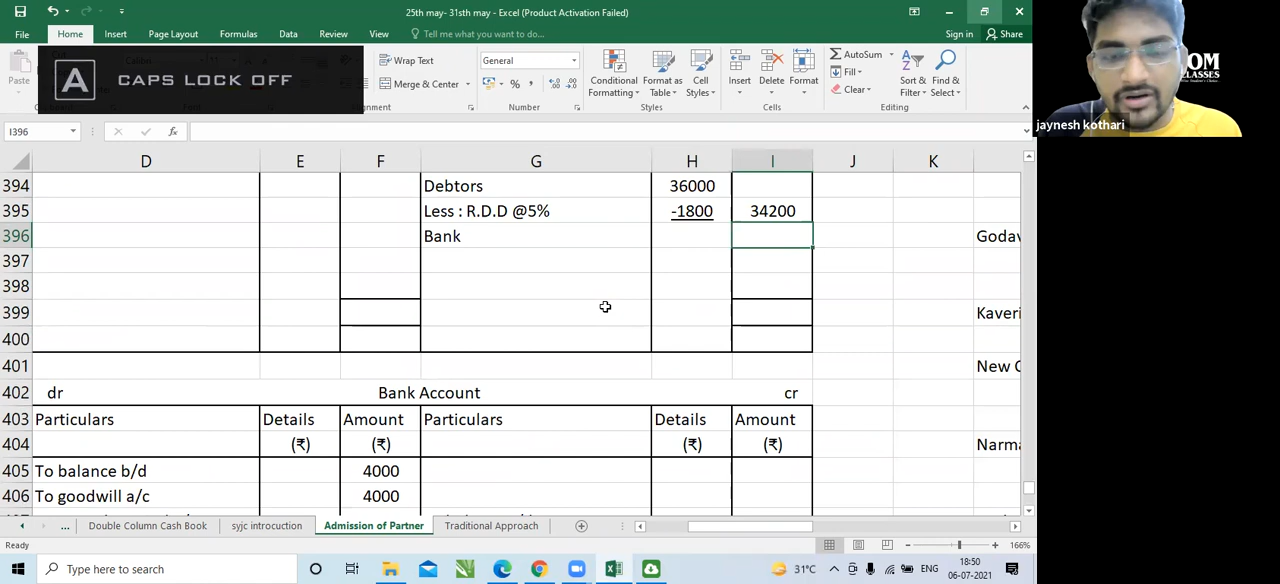 25th may- 31st may - Excel (Product Activation Failed)
File Home Insert Page Layout Formulas Data Review View Tell me what you want to do... Sign in Share
A CAPS LOCK OFF
Paste
Wrap Text
Merge & Center
General
% ,
Conditional Formatting
Format as Table
Cell Styles
Insert Delete Format
AutoSum
Fill
Clear
Sort & Filter
Find & Select
Number Styles Cells Editing
I396 fx
D E F G H I J K
394 Debtors 36000
395 Less : R.D.D @5% -1800 34200
396 Bank
397
398
399
400
401
402 dr Bank Account cr
403 Particulars Details Amount Particulars Details Amount
404 (₹) (₹) (₹) (₹)
405 To balance b/d 4000
406 To goodwill a/c 4000
... Double Column Cash Book syjc introcuction Admission of Partner Traditional Approach
Ready 166%
Type here to search 31°C ENG 18:50
06-07-2021
jaynesh kothari